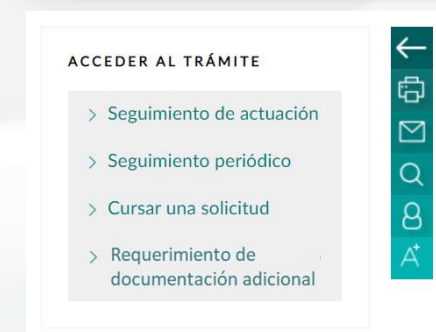 ACCEDER AL TRÁMITE
Seguimiento de actuación
Seguimiento periódico
Cursar una solicitud
Requerimiento de
documentación adicional
A+